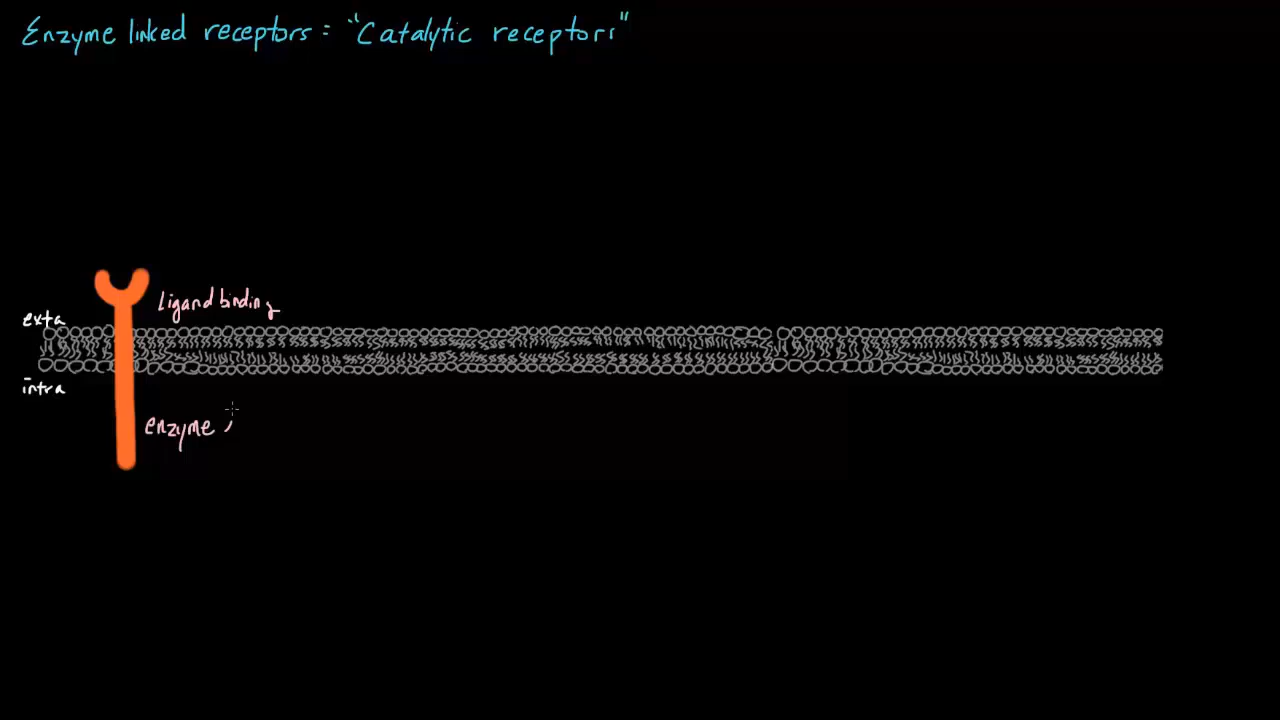 Enzyme linked receptors = "Catalytic receptors"
ligand binding
exta
intra
enzyme